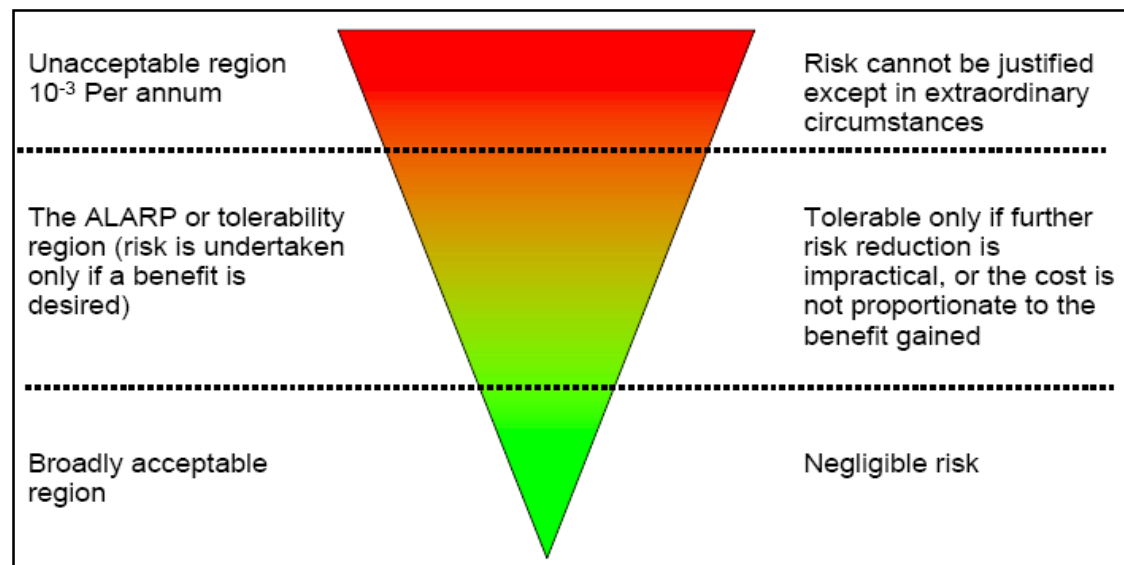 Unacceptable region
10⁻³ Per annum
Risk cannot be justified
except in extraordinary
circumstances
The ALARP or tolerability
region (risk is undertaken
only if a benefit is
desired)
Tolerable only if further
risk reduction is
impractical, or the cost is
not proportionate to the
benefit gained
Broadly acceptable
region
Negligible risk